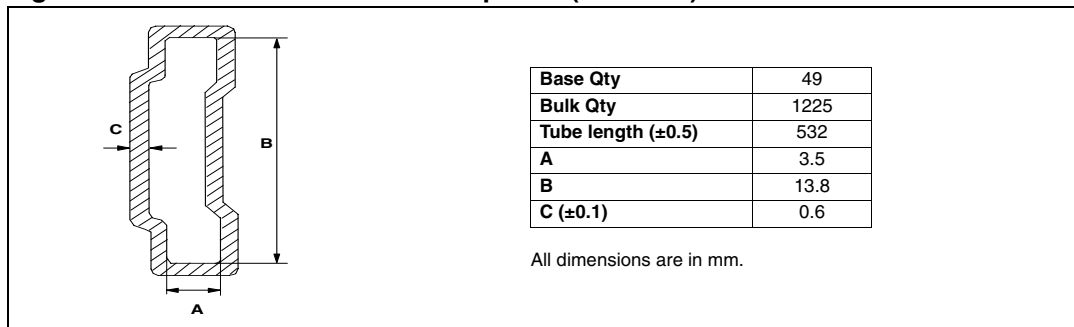 C
B
A
Base Qty 49
Bulk Qty 1225
Tube length (±0.5) 532
A 3.5
B 13.8
C (±0.1) 0.6
All dimensions are in mm.